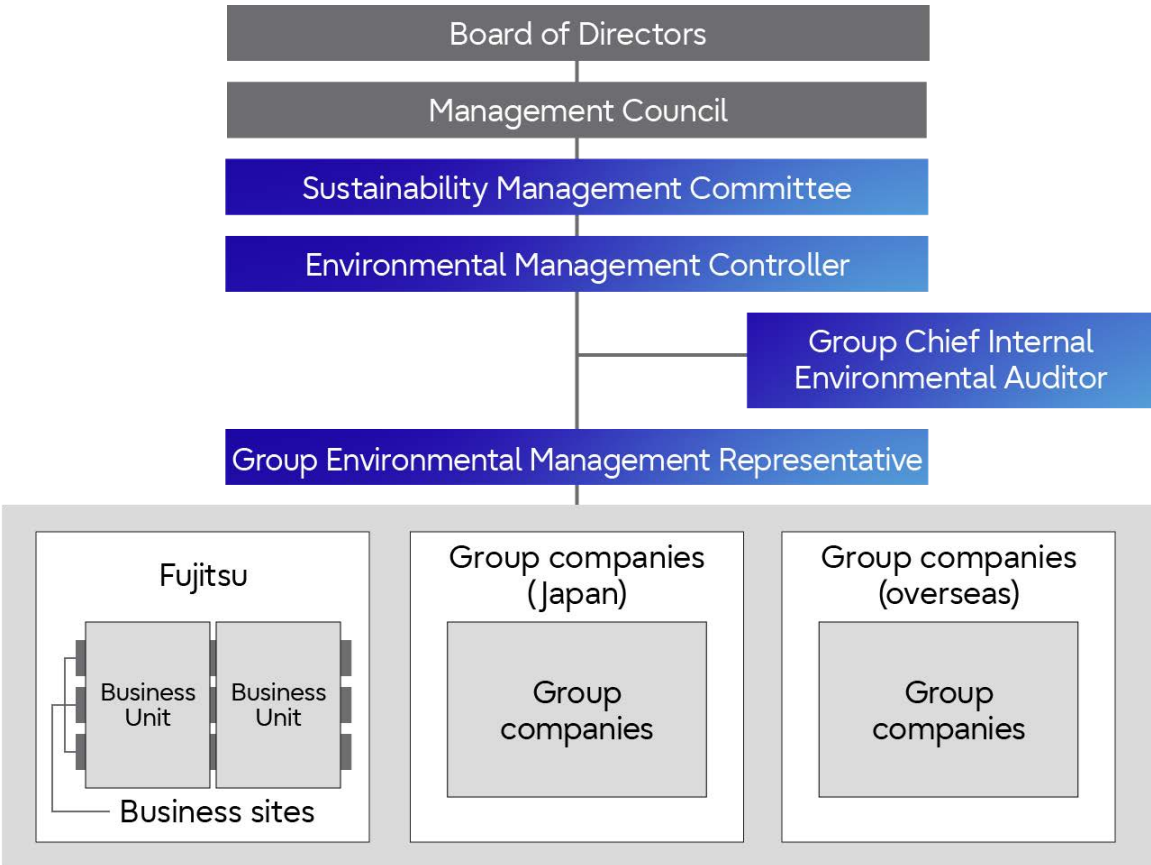 Board of Directors
Management Council
Sustainability Management Committee
Environmental Management Controller
Group Chief Internal
Environmental Auditor
Group Environmental Management Representative
Fujitsu
Business
Unit
Business
Unit
Business sites
Group companies
(Japan)
Group
companies
Group companies
(overseas)
Group
companies